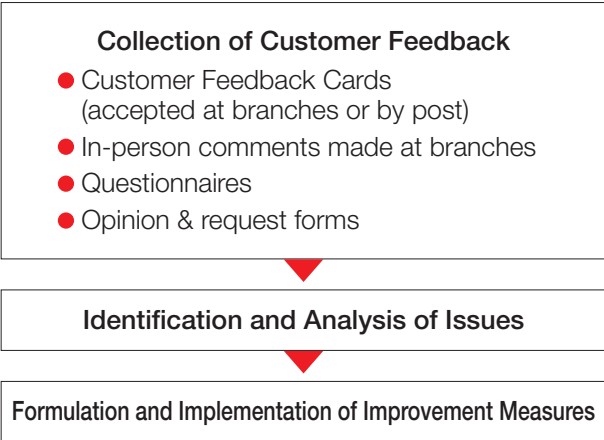 Collection of Customer Feedback
● Customer Feedback Cards
(accepted at branches or by post)
● In-person comments made at branches
● Questionnaires
● Opinion & request forms
Identification and Analysis of Issues
Formulation and Implementation of Improvement Measures